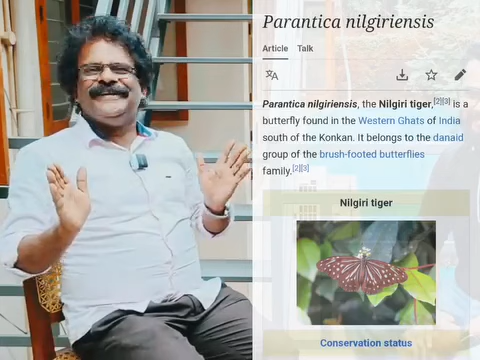 Parantica nilgiriensis
Article Talk
Parantica nilgiriensis, the Nilgiri tiger,[2][3] is a
butterfly found in the Western Ghats of India
south of the Konkan. It belongs to the danaid
group of the brush-footed butterflies
family.[2][3]
Nilgiri tiger
Conservation status